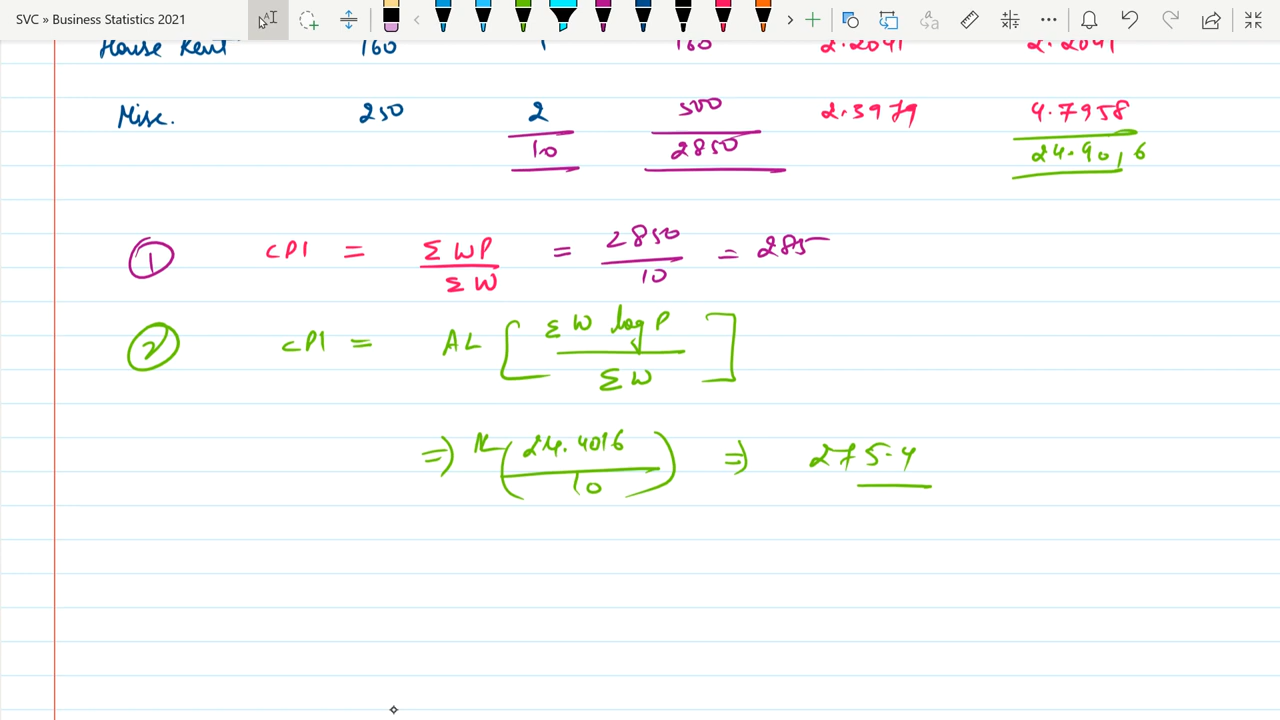 SVC » Business Statistics 2021
House Rent 160 1 160 2.2041 2.2041
Misc. 250 2 500 2.3979 4.7958
10 2850 24.4016
① CPI = ΣWP / ΣW = 2850 / 10 = 285
② CPI = AL [ Σ W log P / Σ W ]
⇒ AL ( 24.4016 / 10 ) ⇒ 275.4